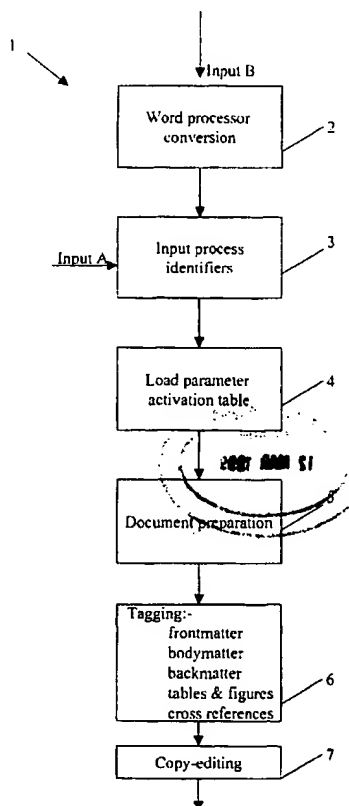 1
Input B
Word processor
conversion
2
Input A
Input process
identifiers
3
Load parameter
activation table
4
Document preparation
5
Tagging:-
frontmatter
bodymatter
backmatter
tables & figures
cross references
6
Copy-editing
7